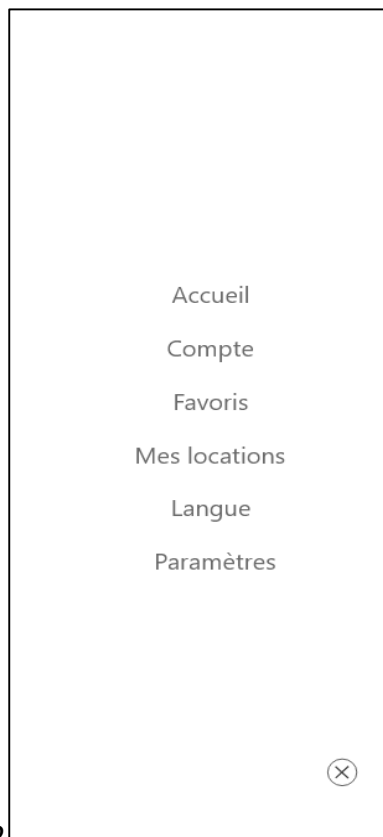 Accueil
Compte
Favoris
Mes locations
Langue
Paramètres